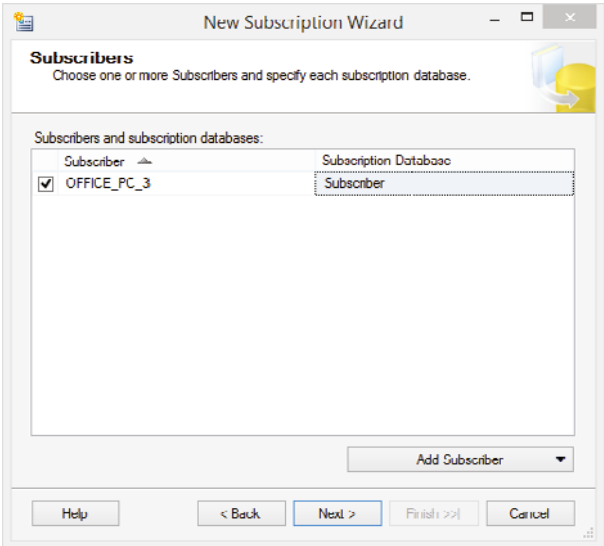 New Subscription Wizard
Subscribers
Choose one or more Subscribers and specify each subscription database.
Subscribers and subscription databases:
Subscriber Subscription Database
OFFICE_PC_3 Subscriber
Add Subscriber
Help < Back Next > Finish >>| Cancel